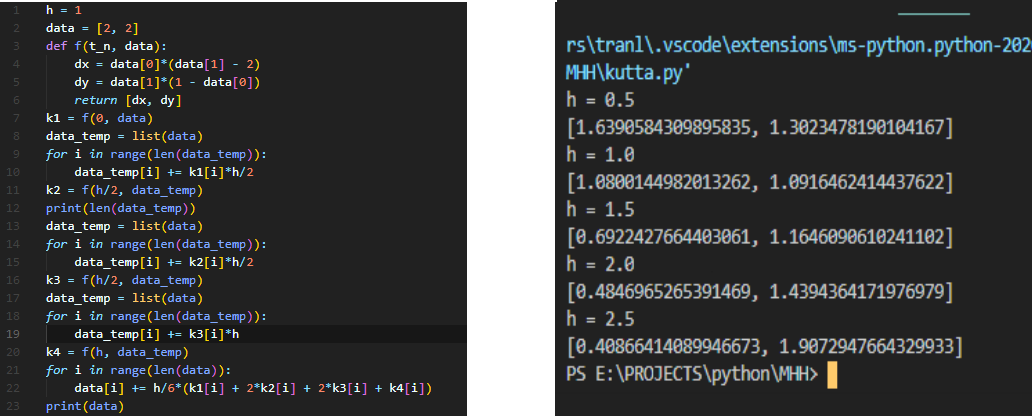 1 h = 1
2 data = [2, 2]
3 def f(t_n, data):
4 dx = data[0]*(data[1] - 2)
5 dy = data[1]*(1 - data[0])
6 return [dx, dy]
7 k1 = f(0, data)
8 data_temp = list(data)
9 for i in range(len(data_temp)):
10 data_temp[i] += k1[i]*h/2
11 k2 = f(h/2, data_temp)
12 print(len(data_temp))
13 data_temp = list(data)
14 for i in range(len(data_temp)):
15 data_temp[i] += k2[i]*h/2
16 k3 = f(h/2, data_temp)
17 data_temp = list(data)
18 for i in range(len(data_temp)):
19 data_temp[i] += k3[i]*h
20 k4 = f(h, data_temp)
21 for i in range(len(data)):
22 data[i] += h/6*(k1[i] + 2*k2[i] + 2*k3[i] + k4[i])
23 print(data)
rs\tranl\.vscode\extensions\ms-python.python-202
MHH\kutta.py'
h = 0.5
[1.6390584309895835, 1.3023478190104167]
h = 1.0
[1.0800144982013262, 1.0916462414437622]
h = 1.5
[0.6922427664403061, 1.1646090610241102]
h = 2.0
[0.4846965265391469, 1.4394364171976979]
h = 2.5
[0.40866414089946673, 1.9072947664329933]
PS E:\PROJECTS\python\MHH>